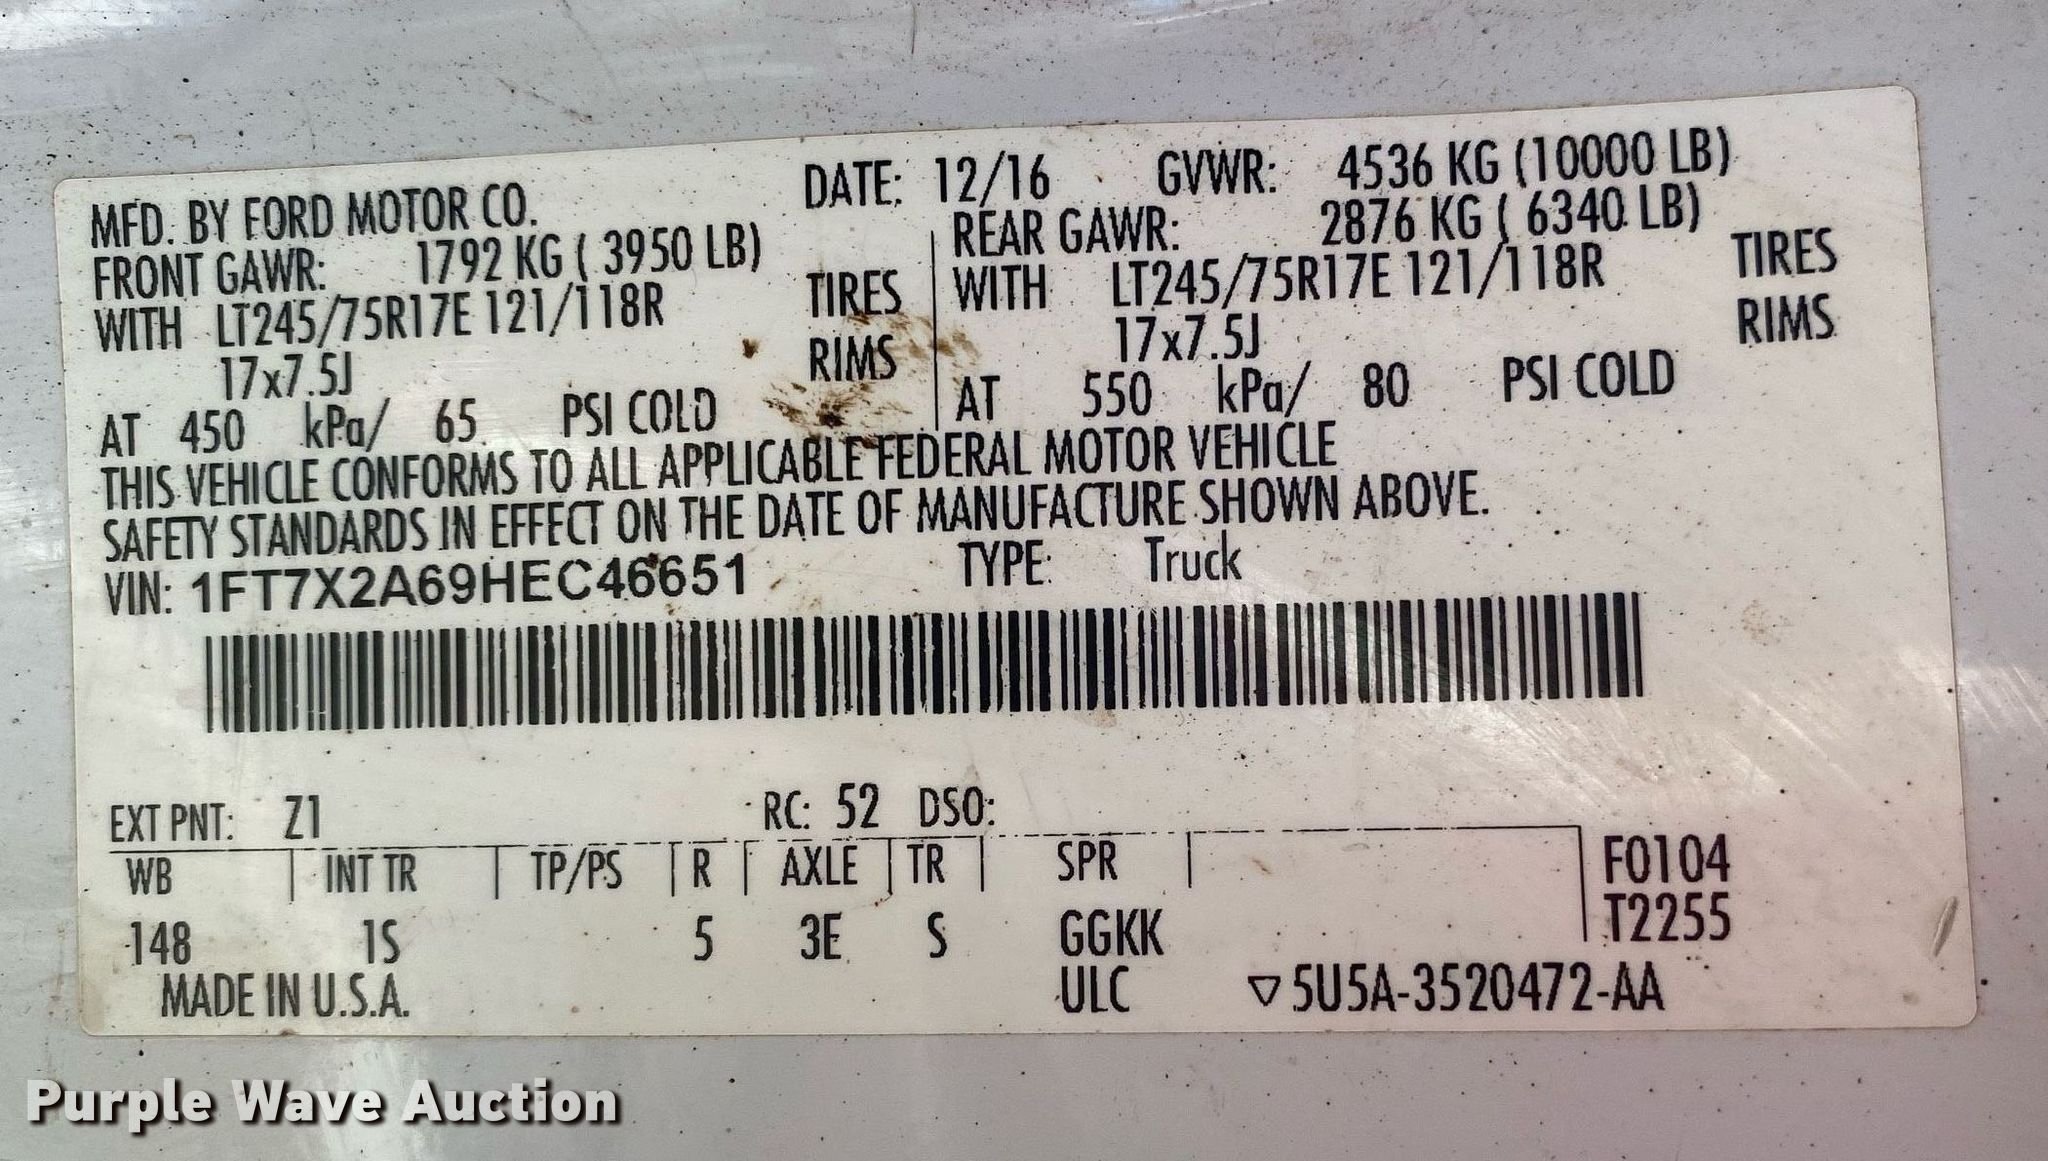 MFD. BY FORD MOTOR CO. DATE: 12/16 GVWR: 4536 KG (10000 LB)
FRONT GAWR: 1792 KG ( 3950 LB) REAR GAWR: 2876 KG ( 6340 LB)
WITH LT245/75R17E 121/118R TIRES WITH LT245/75R17E 121/118R TIRES
17x7.5J RIMS 17x7.5J RIMS
AT 450 kPa/ 65 PSI COLD AT 550 kPa/ 80 PSI COLD
THIS VEHICLE CONFORMS TO ALL APPLICABLE FEDERAL MOTOR VEHICLE
SAFETY STANDARDS IN EFFECT ON THE DATE OF MANUFACTURE SHOWN ABOVE.
VIN: 1FT7X2A69HEC46651 TYPE: Truck
EXT PNT: Z1 RC: 52 DSO:
WB INT TR TP/PS R AXLE TR SPR F0104
T2255
148 1S 5 3E S GGKK
MADE IN U.S.A. ULC ▽5U5A-3520472-AA
Purple Wave Auction